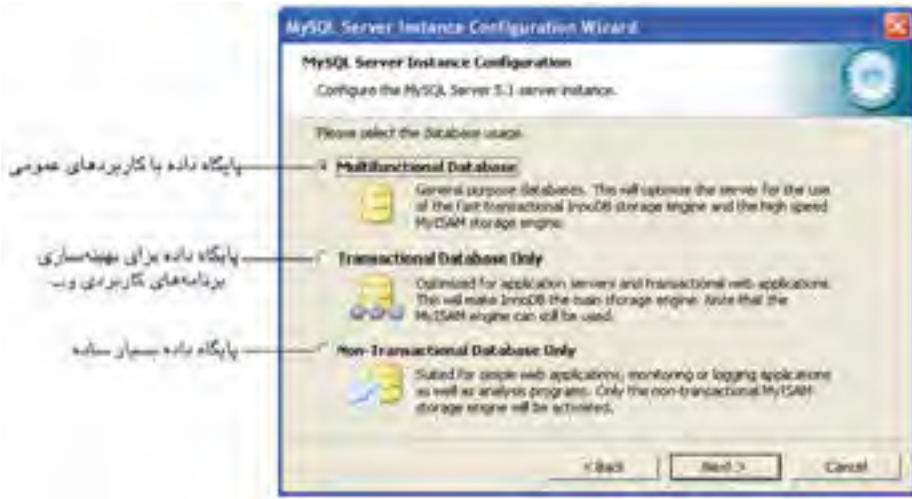 MySQL Server Instance Configuration Wizard
MySQL Server Instance Configuration
Configure the MySQL Server 5.1 server instance.
Please select the database usage.
پایگاه داده با کاربردهای عمومی
Multifunctional Database
General purpose databases. This will optimize the server for the use
of the fast transactional InnoDB storage engine and the high speed
MyISAM storage engine.
پایگاه داده برای بهینه‌سازی
برنامه‌های کاربردی وب
Transactional Database Only
Optimized for application servers and transactional web applications.
This will make InnoDB the main storage engine. Note that the
MyISAM engine can still be used.
پایگاه داده بسیار ساده
Non-Transactional Database Only
Suited for simple web applications, monitoring or logging applications
as well as analysis programs. Only the non-transactional MyISAM
storage engine will be activated.
< Back
Next >
Cancel